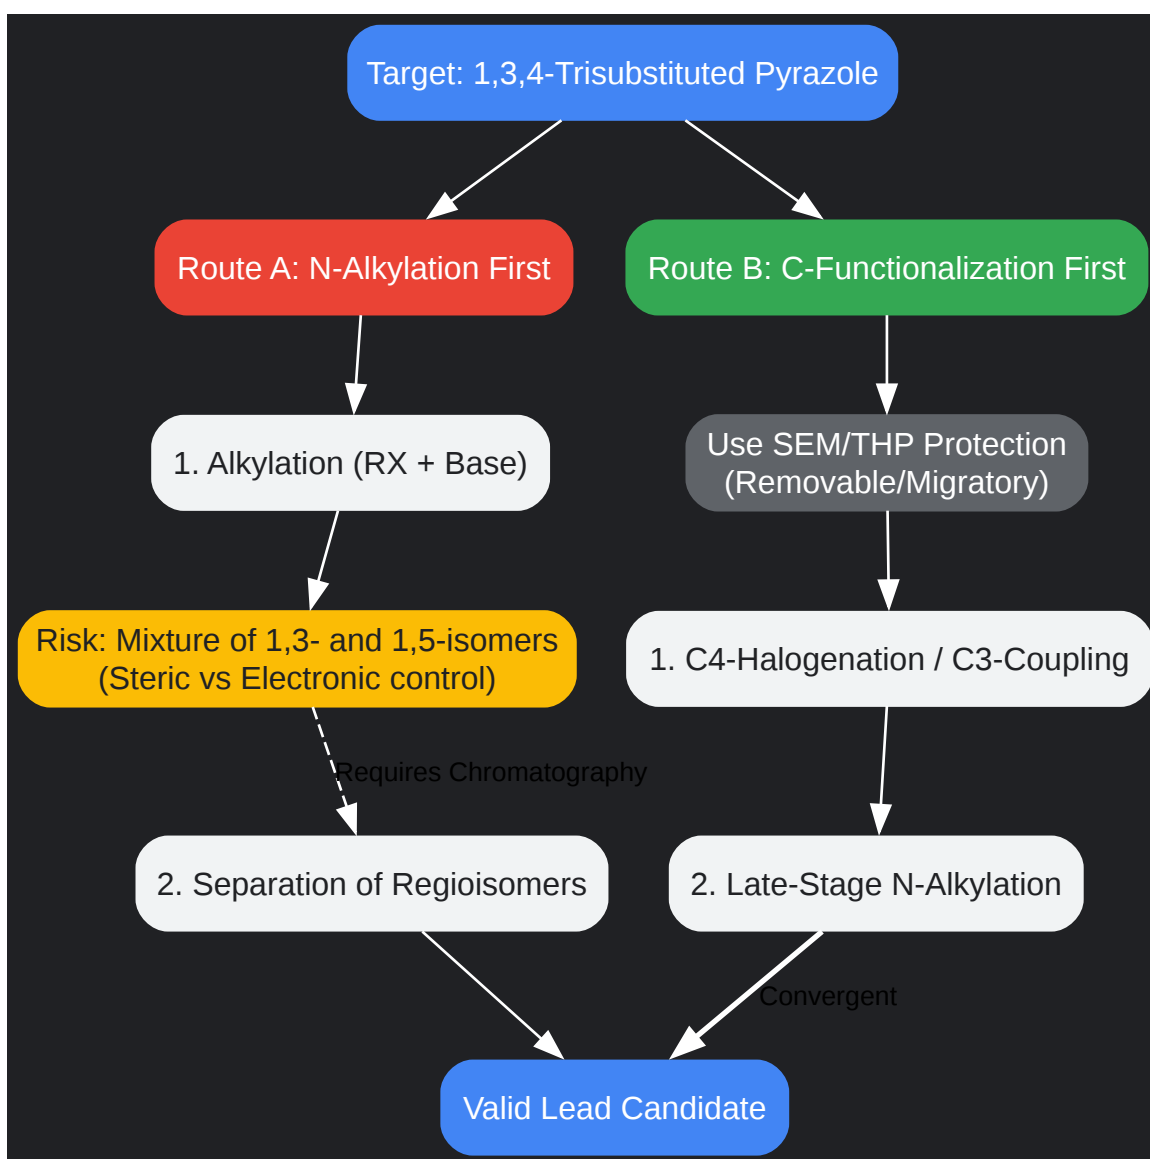 Target: 1,3,4-Trisubstituted Pyrazole
Route A: N-Alkylation First
Route B: C-Functionalization First
1. Alkylation (RX + Base)
Use SEM/THP Protection
(Removable/Migratory)
Risk: Mixture of 1,3- and 1,5-isomers
(Steric vs Electronic control)
1. C4-Halogenation / C3-Coupling
Requires Chromatography
2. Separation of Regioisomers
2. Late-Stage N-Alkylation
Convergent
Valid Lead Candidate